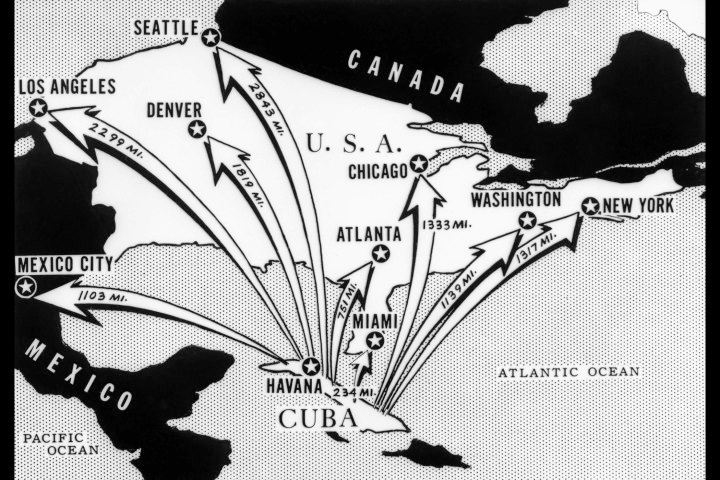 SEATTLE
CANADA
LOS ANGELES
2843 MI.
DENVER
2299 MI.
U. S. A.
1819 MI.
CHICAGO
WASHINGTON
NEW YORK
1333 MI.
ATLANTA
1317 MI.
MEXICO CITY
1139 MI.
1103 MI.
751 MI.
MIAMI
MEXICO
HAVANA
234 MI.
ATLANTIC OCEAN
CUBA
PACIFIC
OCEAN